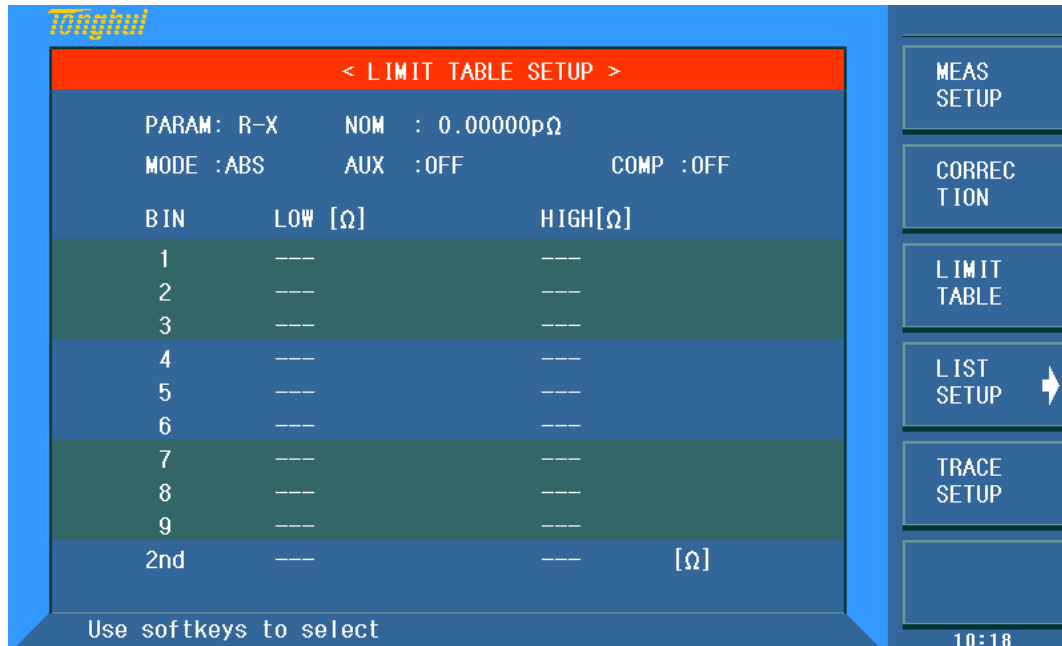 Tonghui
< LIMIT TABLE SETUP >
PARAM: R-X NOM : 0.00000pΩ
MODE :ABS AUX :OFF COMP :OFF
BIN LOW [Ω] HIGH[Ω]
1 --- ---
2 --- ---
3 --- ---
4 --- ---
5 --- ---
6 --- ---
7 --- ---
8 --- ---
9 --- ---
2nd --- --- [Ω]
Use softkeys to select
MEAS
SETUP
CORREC
TION
LIMIT
TABLE
LIST
SETUP
TRACE
SETUP
10:18